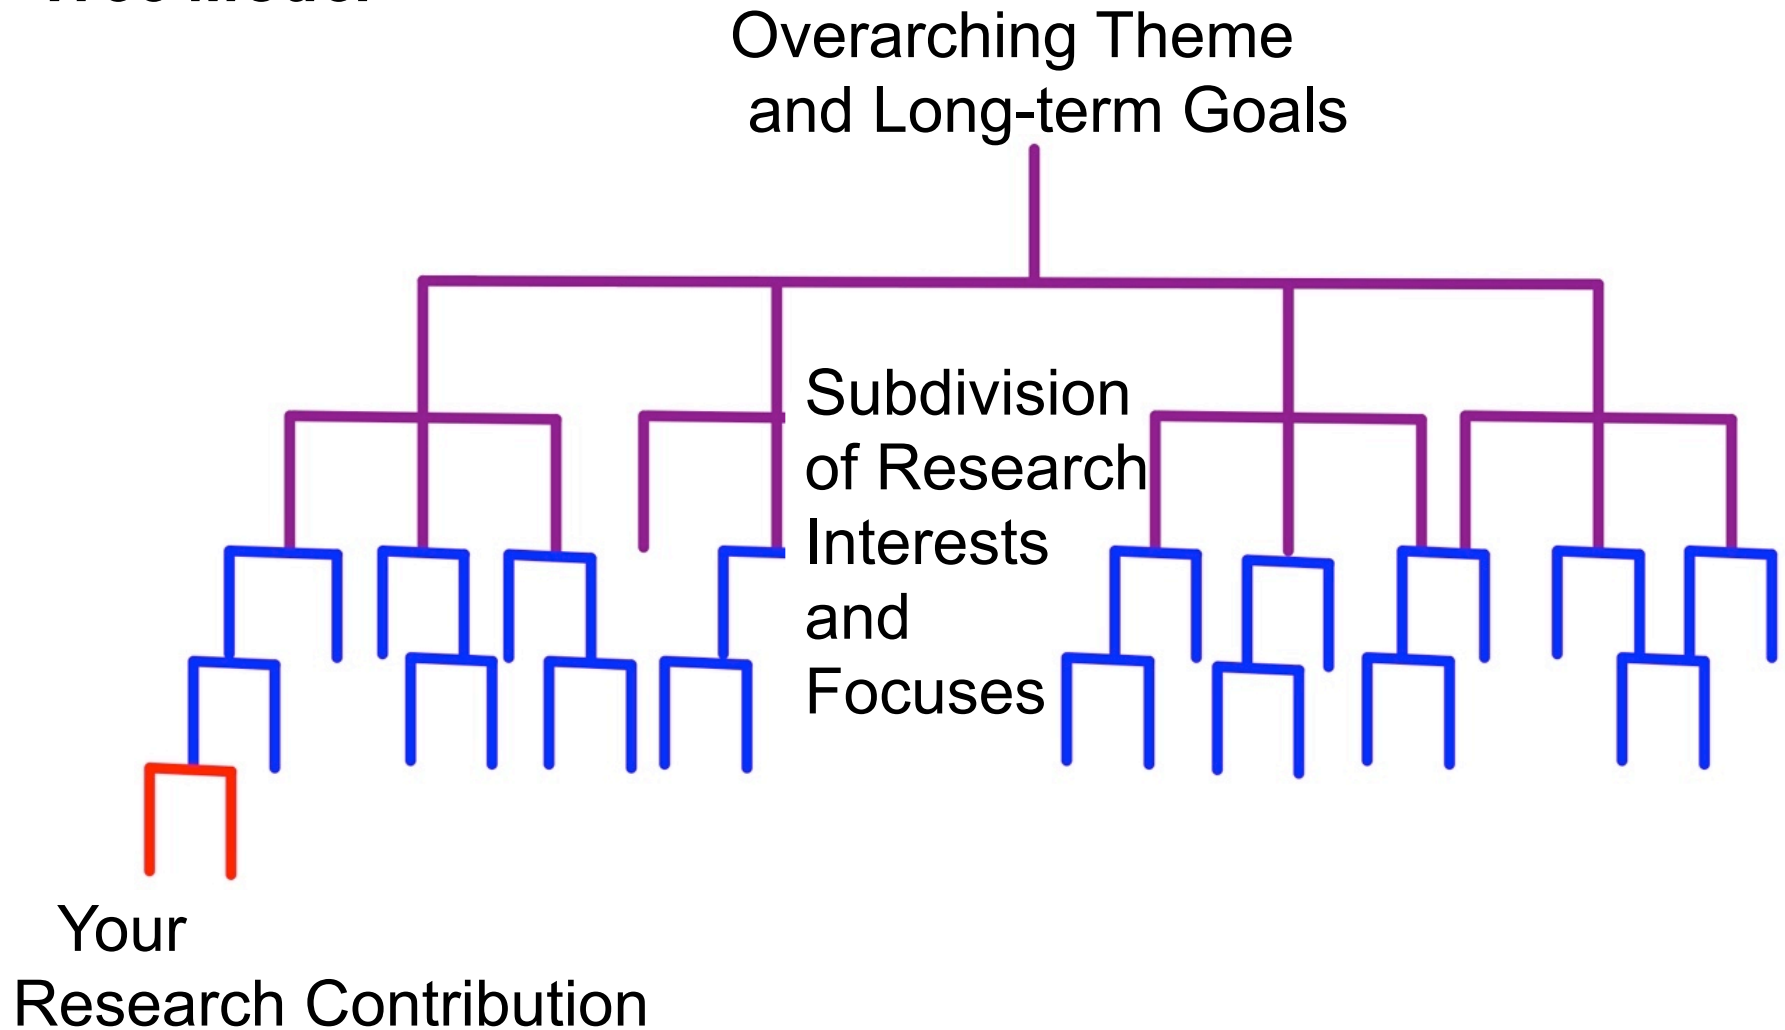 Overarching Theme
and Long-term Goals
Subdivision
of Research
Interests
and
Focuses
Your
Research Contribution